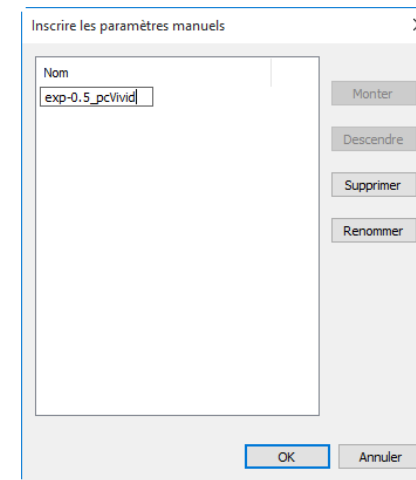 Inscrire les paramètres manuels
Nom
exp-0.5_pcVivid
Monter
Descendre
Supprimer
Renommer
OK
Annuler